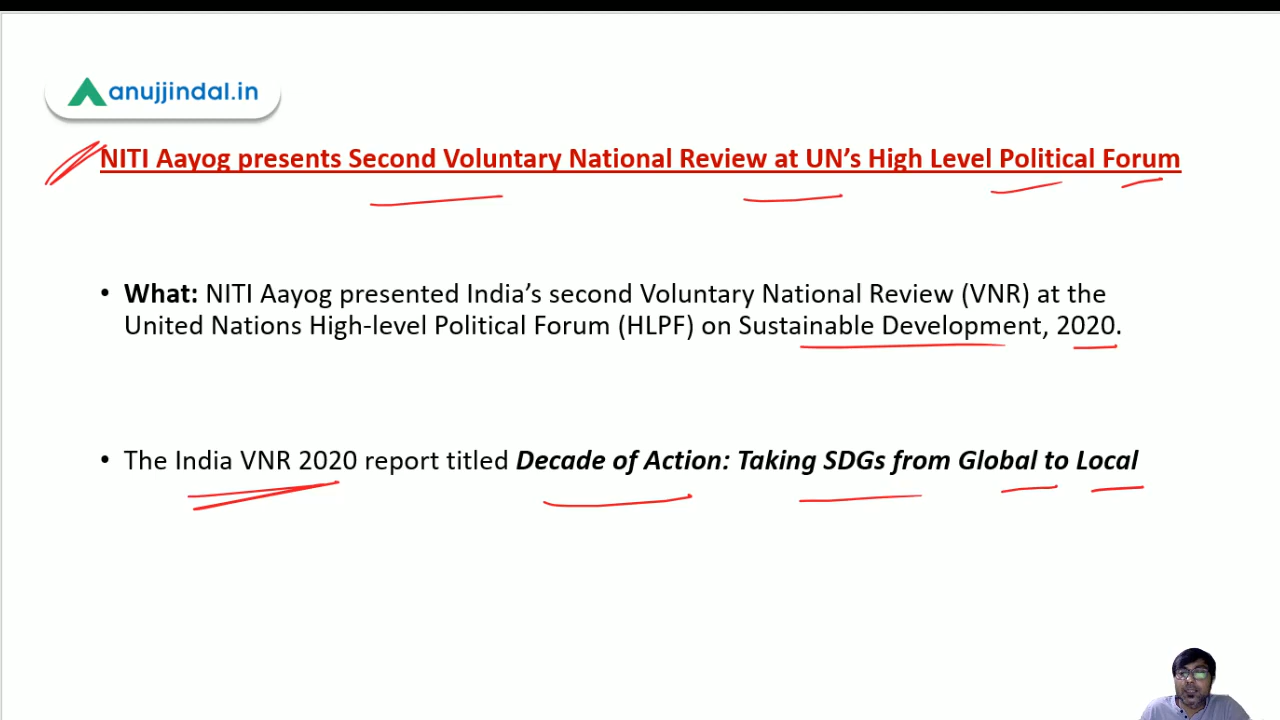 anujjindal.in
NITI Aayog presents Second Voluntary National Review at UN’s High Level Political Forum
• What: NITI Aayog presented India’s second Voluntary National Review (VNR) at the
United Nations High-level Political Forum (HLPF) on Sustainable Development, 2020.
• The India VNR 2020 report titled Decade of Action: Taking SDGs from Global to Local